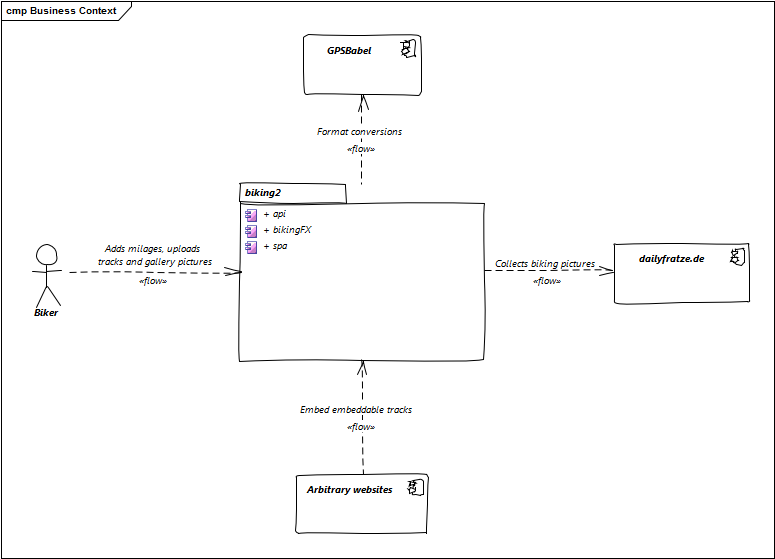 cmp Business Context
GPSBabel
Format conversions
«flow»
biking2
+ api
+ bikingFX
+ spa
Adds milages, uploads
tracks and gallery pictures
«flow»
Biker
Collects biking pictures
«flow»
dailyfratze.de
Embed embeddable tracks
«flow»
Arbitrary websites